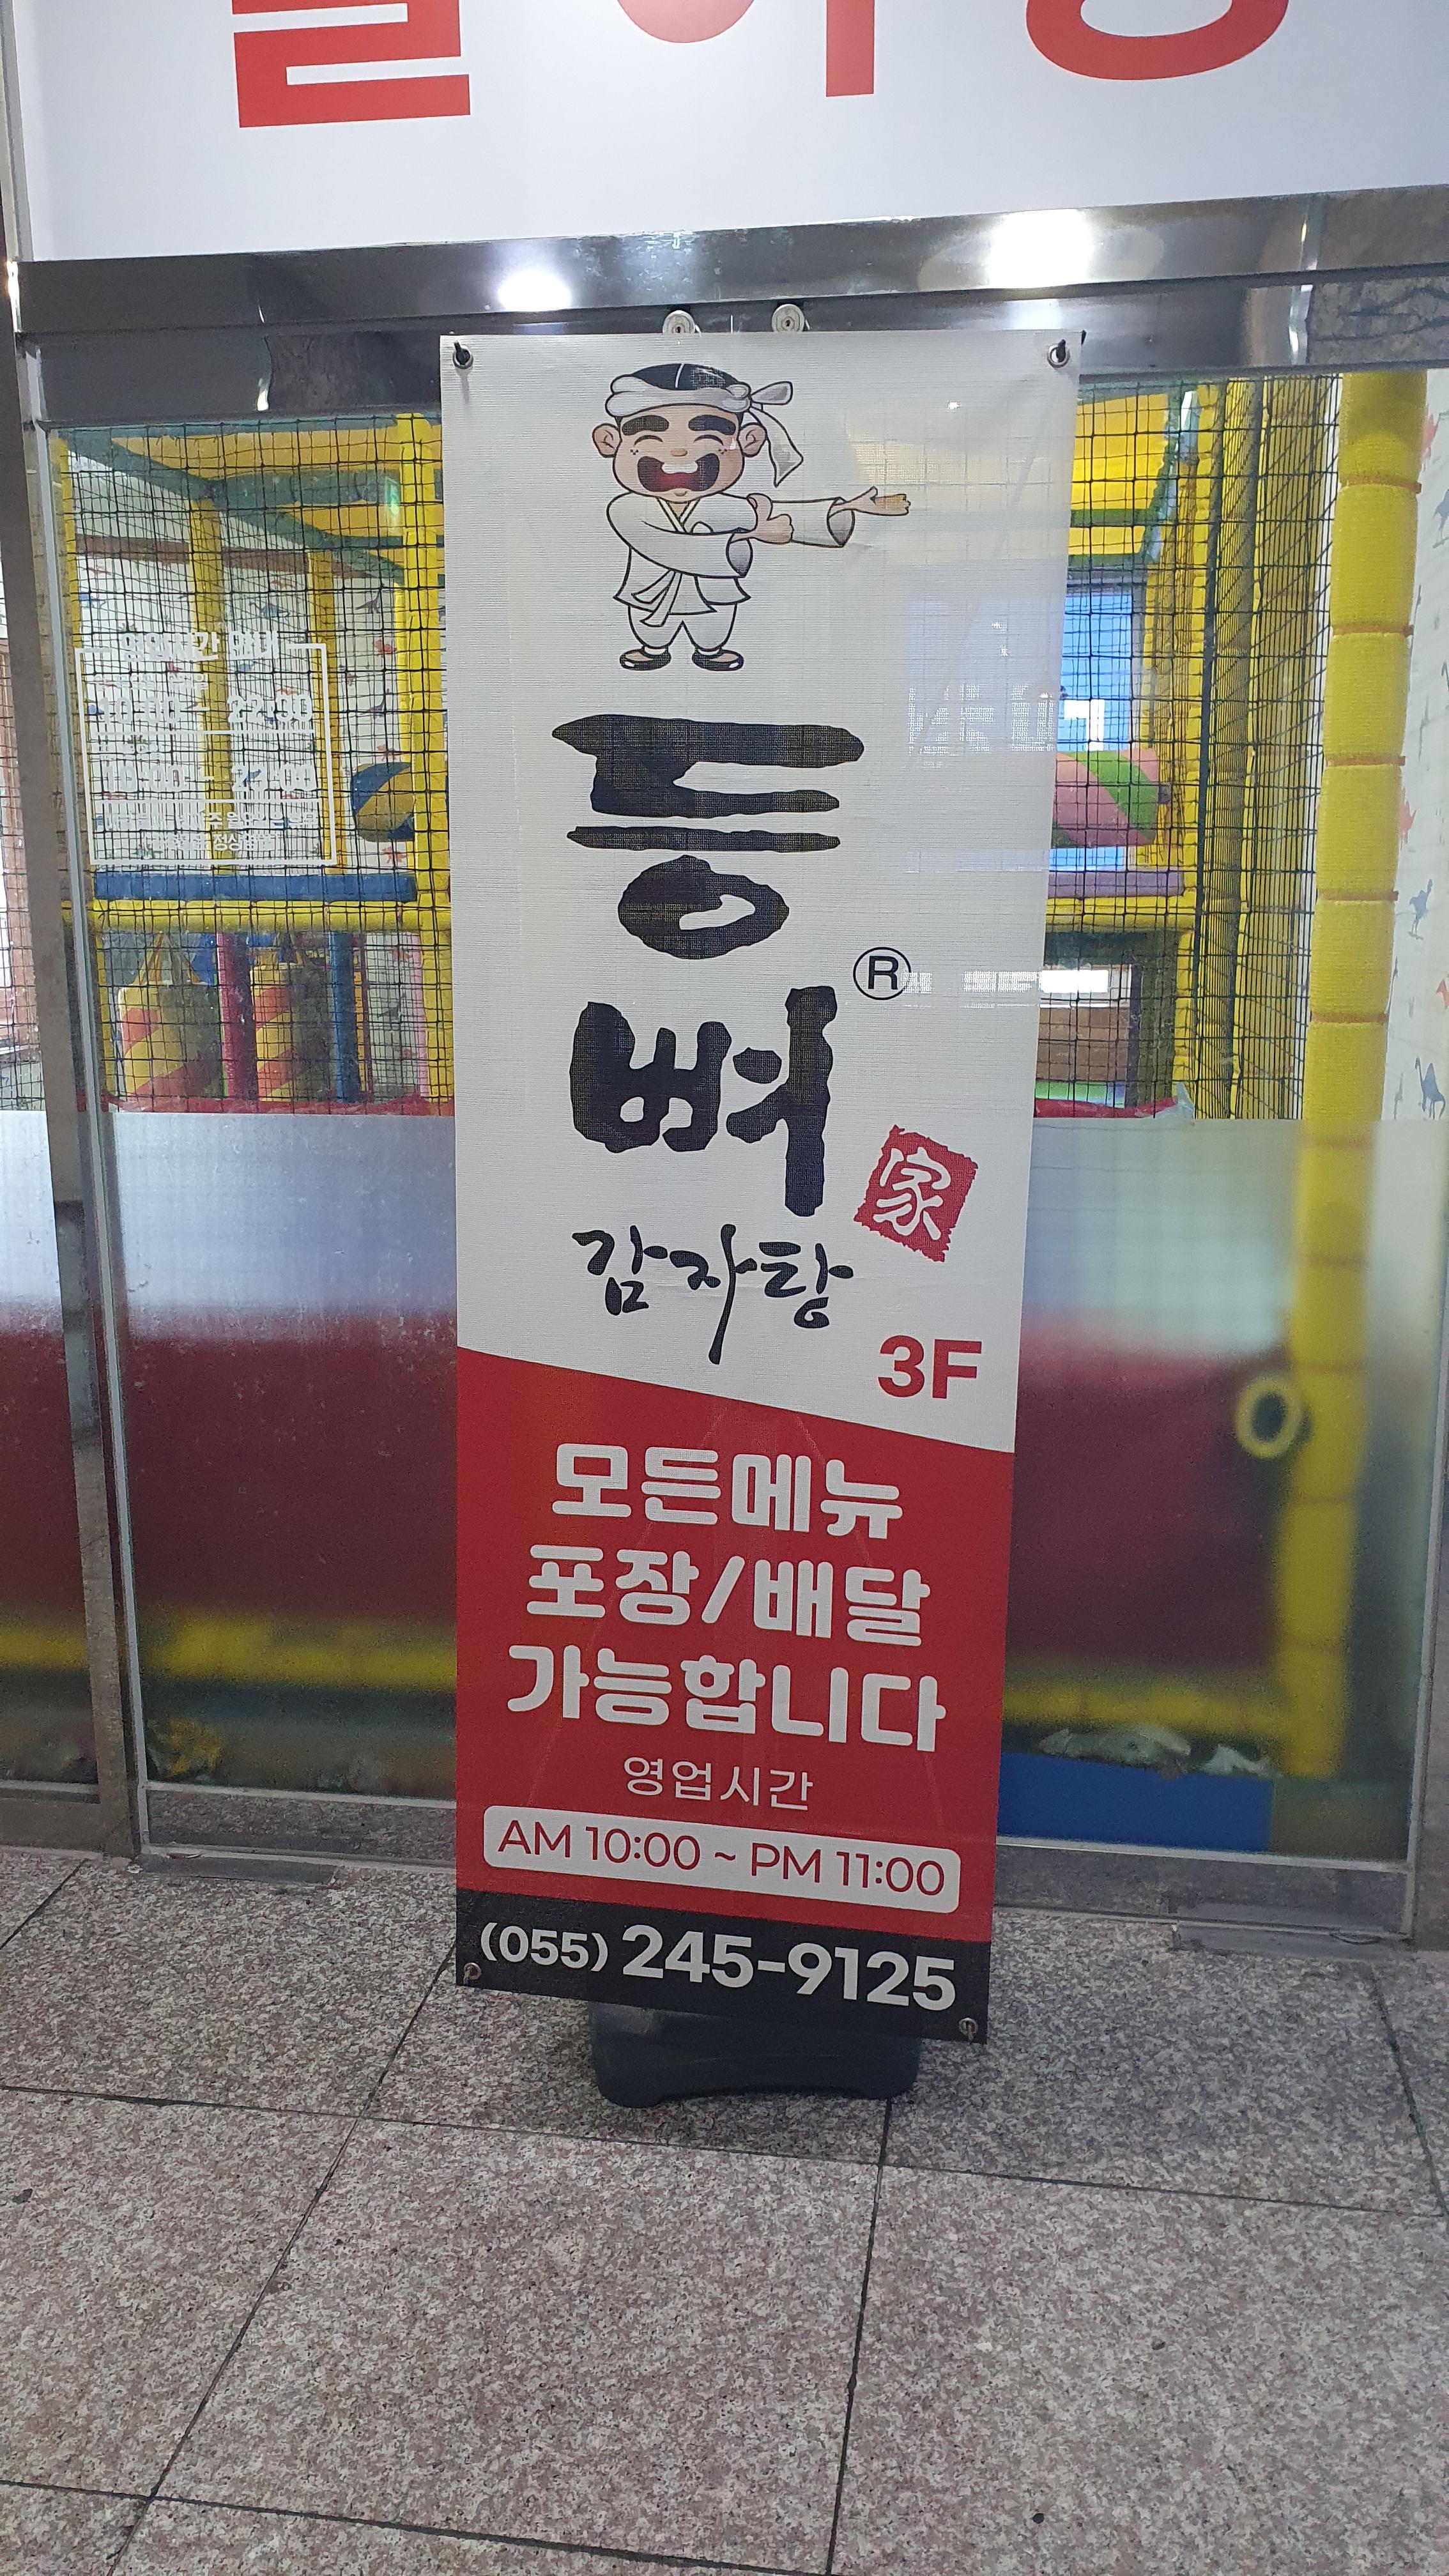 등
뼈
®
家
감자탕
3F
모든메뉴
포장/배달
가능합니다
영업시간
AM 10:00 ~ PM 11:00
(055) 245-9125